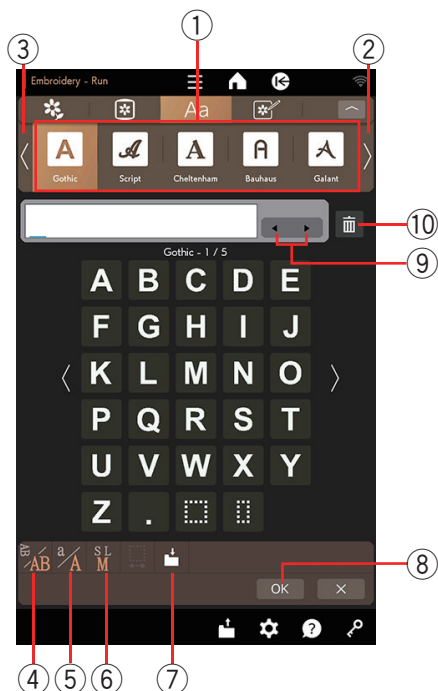 ①
③ ②
Embroidery - Run
Aa
A A A A A
Gothic Script Cheltenham Bauhaus Galant
⑩
⑨
Gothic - 1 / 5
A B C D E
F G H I J
K L M N O
P Q R S T
U V W X Y
Z .
AB/AB a/A S L M
OK ×
⑧
?
④ ⑤ ⑥ ⑦